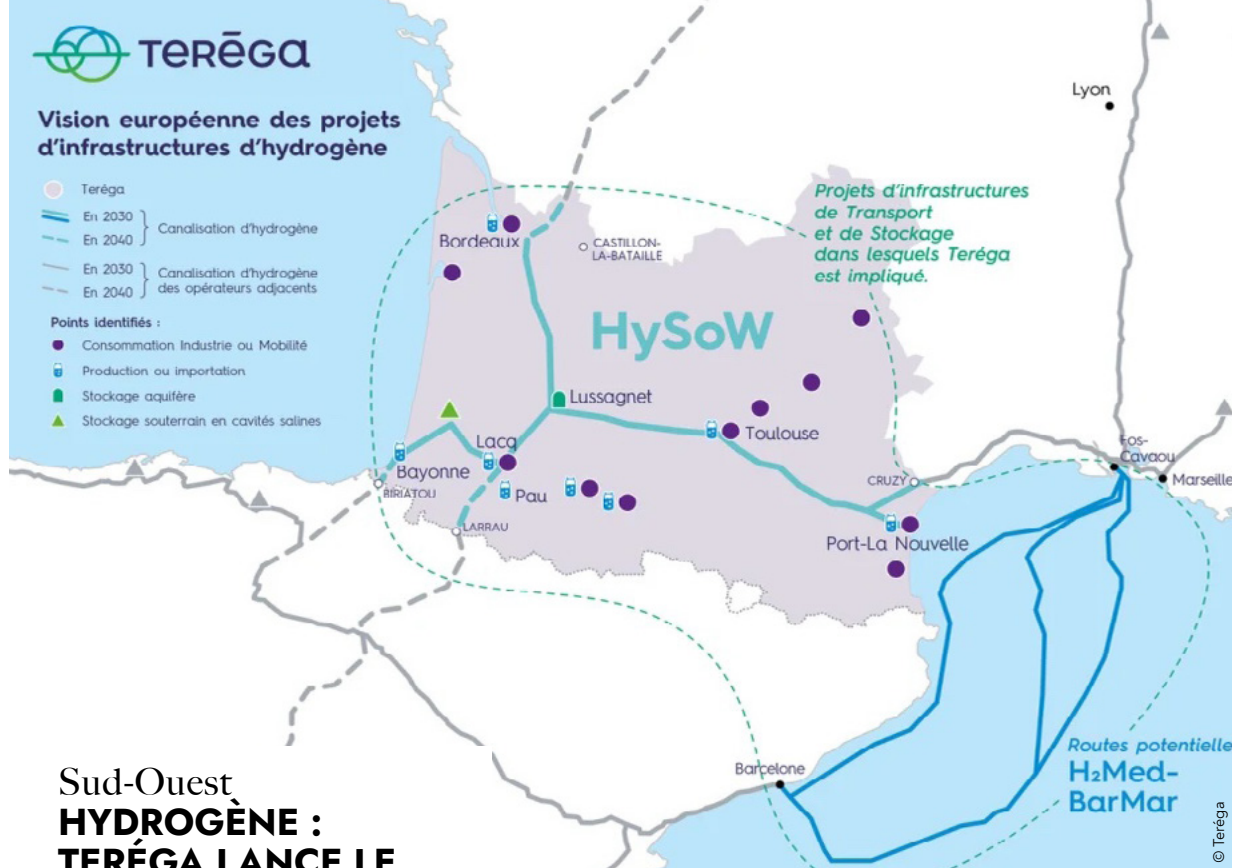 TERĒGA
Vision européenne des projets
d'infrastructures d'hydrogène
Teréga
En 2030
En 2040
Canalisation d'hydrogène
En 2030
En 2040
Canalisation d'hydrogène
des opérateurs adjacents
Points identifiés :
Consommation Industrie ou Mobilité
Production ou importation
Stockage aquifère
Stockage souterrain en cavités salines
Lyon
Projets d'infrastructures
de Transport
et de Stockage
dans lesquels Teréga
est impliqué.
Bordeaux
CASTILLON-
LA-BATAILLE
HySoW
Lussagnet
Toulouse
Lacq
Bayonne
BIRIATOU
Pau
LARRAU
CRUZY
Fos-
Cavaou
Marseille
Port-La Nouvelle
Barcelone
Routes potentielle
H₂Med-
BarMar
© Teréga
Sud-Ouest
HYDROGÈNE :
TERÉGA LANCE LE